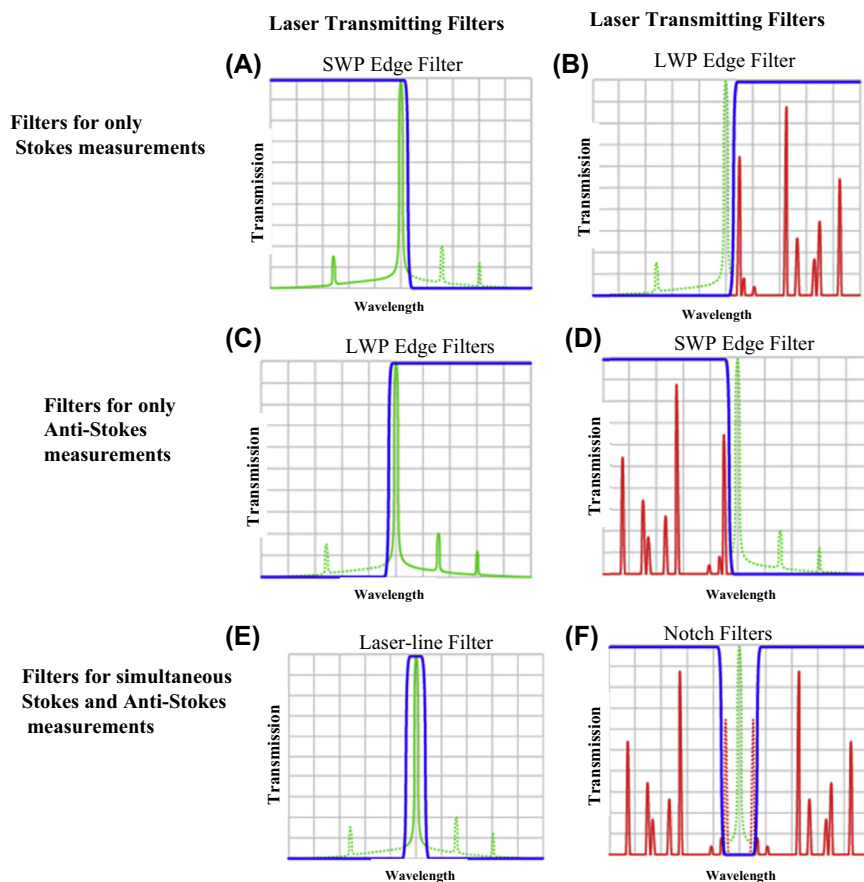 Laser Transmitting Filters
Laser Transmitting Filters
(A)
SWP Edge Filter
(B)
LWP Edge Filter
Filters for only
Stokes measurements
Transmission
Transmission
Wavelength
Wavelength
(C)
LWP Edge Filters
(D)
SWP Edge Filter
Filters for only
Anti-Stokes
measurements
Transmission
Transmission
Wavelength
Wavelength
(E)
Laser-line Filter
(F)
Notch Filters
Filters for simultaneous
Stokes and Anti-Stokes
measurements
Transmission
Transmission
Wavelength
Wavelength